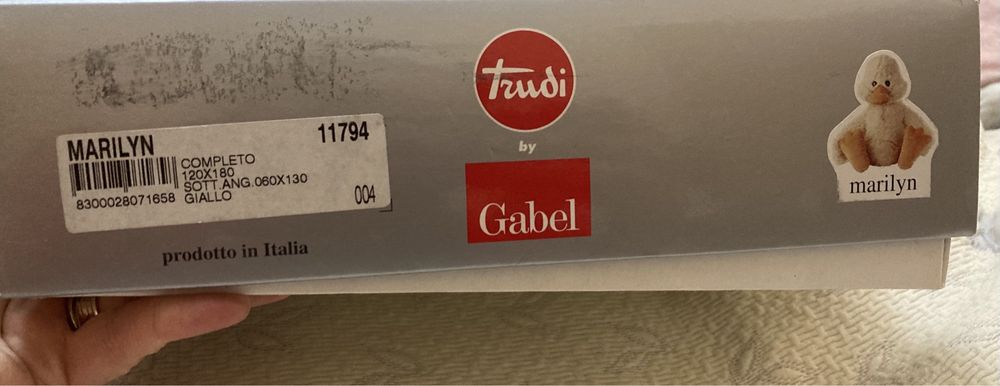 MARILYN 11794
COMPLETO
120X180
SOTT.ANG.060X130
8300028071658 GIALLO 004
prodotto in Italia
Trudi
by
Gabel
marilyn